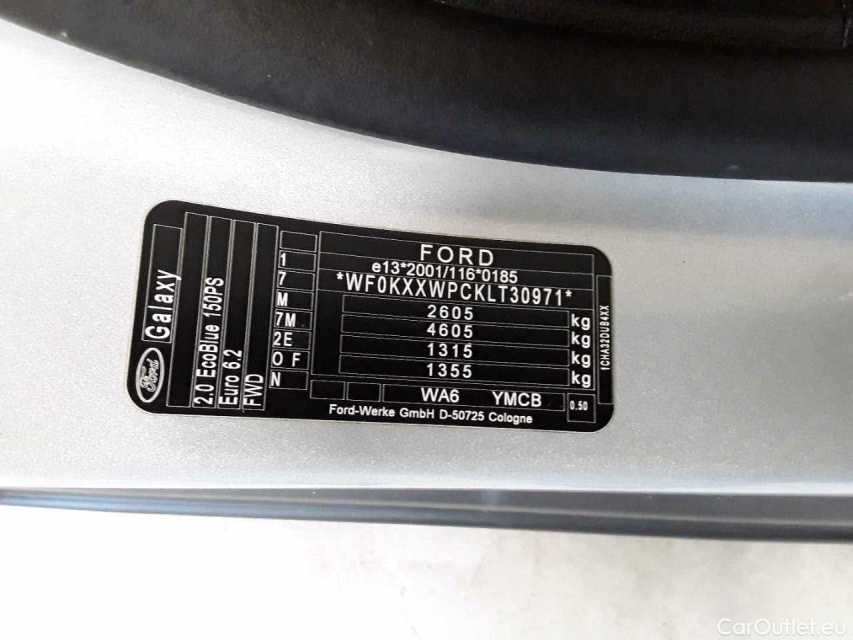 FORD
e13*2001/116*0185
*WF0KXXWPCKLT30971*
2605 kg
4605 kg
1315 kg
1355 kg
WA6 YMCB 0.50
Ford-Werke GmbH D-50725 Cologne
1
7
M
7M
2E
O F
N
Ford Galaxy
2.0 EcoBlue 150PS
Euro 6.2
FWD
1CHA32DUB4XX
CarOutlet.eu